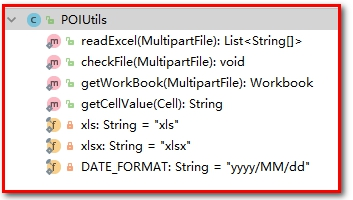 POIUtils
readExcel(MultipartFile): List<String[]>
checkFile(MultipartFile): void
getWorkBook(MultipartFile): Workbook
getCellValue(Cell): String
xls: String = "xls"
xlsx: String = "xlsx"
DATE_FORMAT: String = "yyyy/MM/dd"